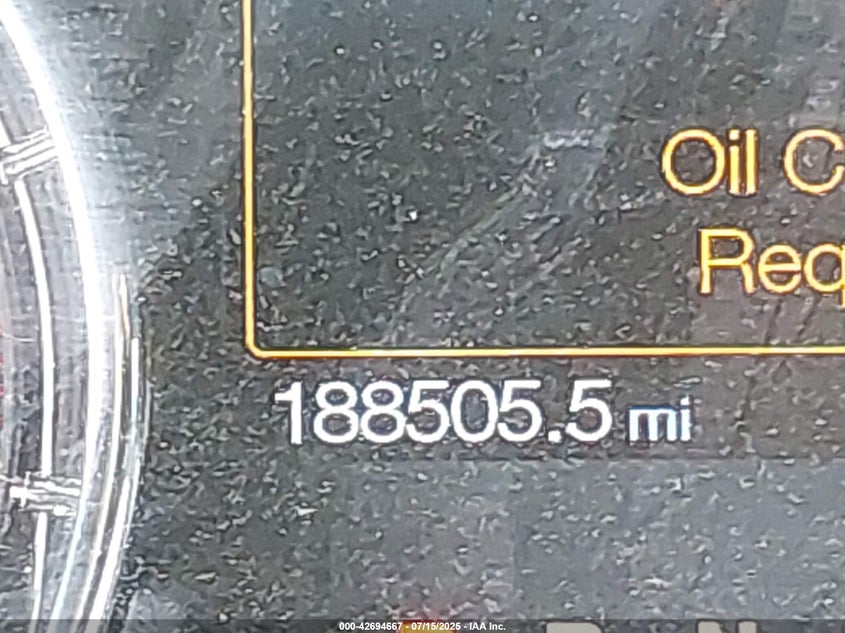 Oil C
Req
188505.5 mi
000-42694667 - 07/15/2025 - IAA Inc.